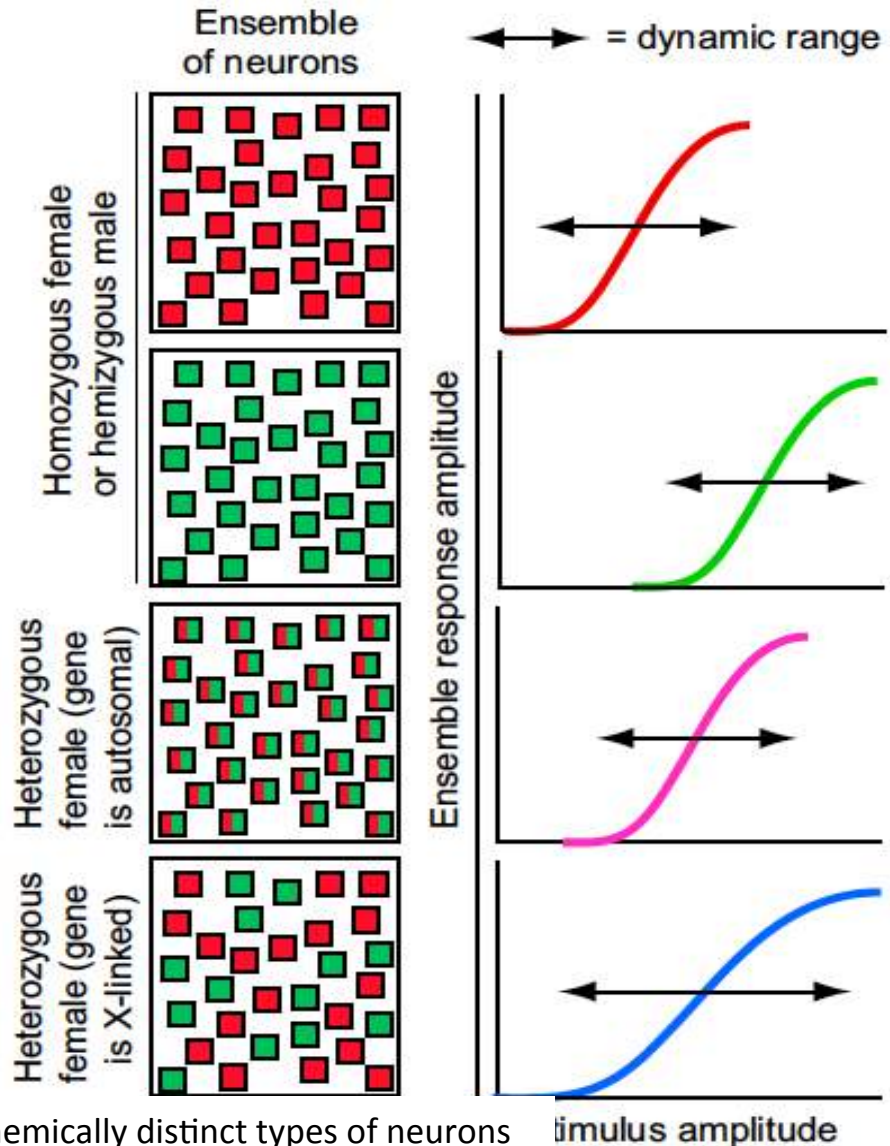 Ensemble
of neurons
= dynamic range
Homozygous female
or hemizygous male
Heterozygous
female (gene
is autosomal)
Heterozygous
female (gene
is X-linked)
Ensemble response amplitude
hemically distinct types of neurons
timulus amplitude